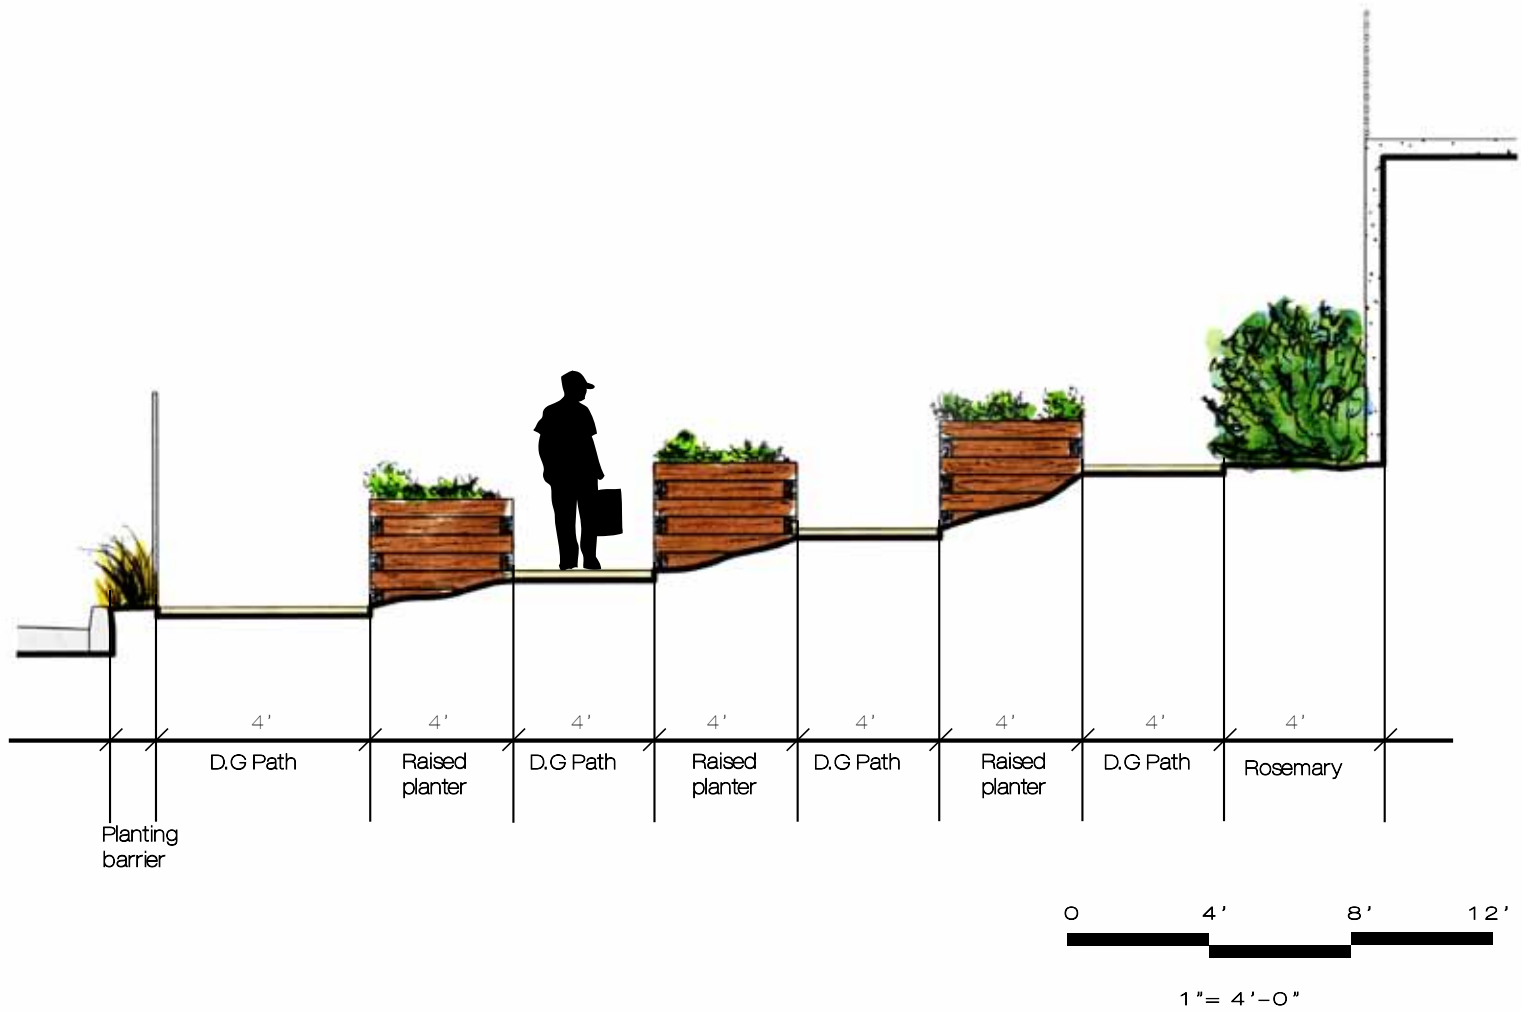 4' 4' 4' 4' 4' 4' 4' 4'
D.G Path Raised D.G Path Raised D.G Path Raised D.G Path Rosemary
planter planter planter
Planting
barrier
0 4' 8' 12'
1"= 4'-0"